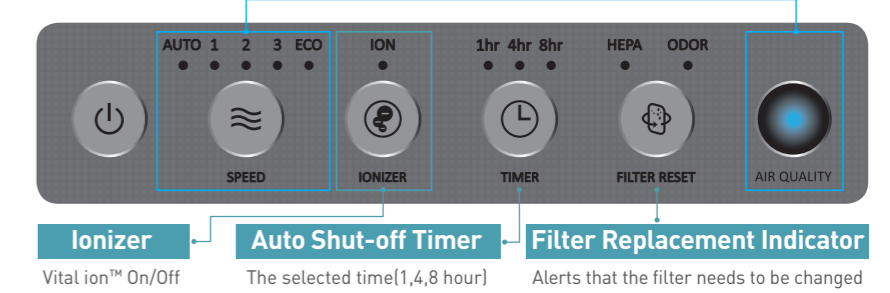 AUTO 1 2 3 ECO
ION
1hr 4hr 8hr
HEPA ODOR
SPEED
IONIZER
TIMER
FILTER RESET
AIR QUALITY
Ionizer
Vital ion™ On/Off
Auto Shut-off Timer
The selected time(1,4,8 hour)
Filter Replacement Indicator
Alerts that the filter needs to be changed